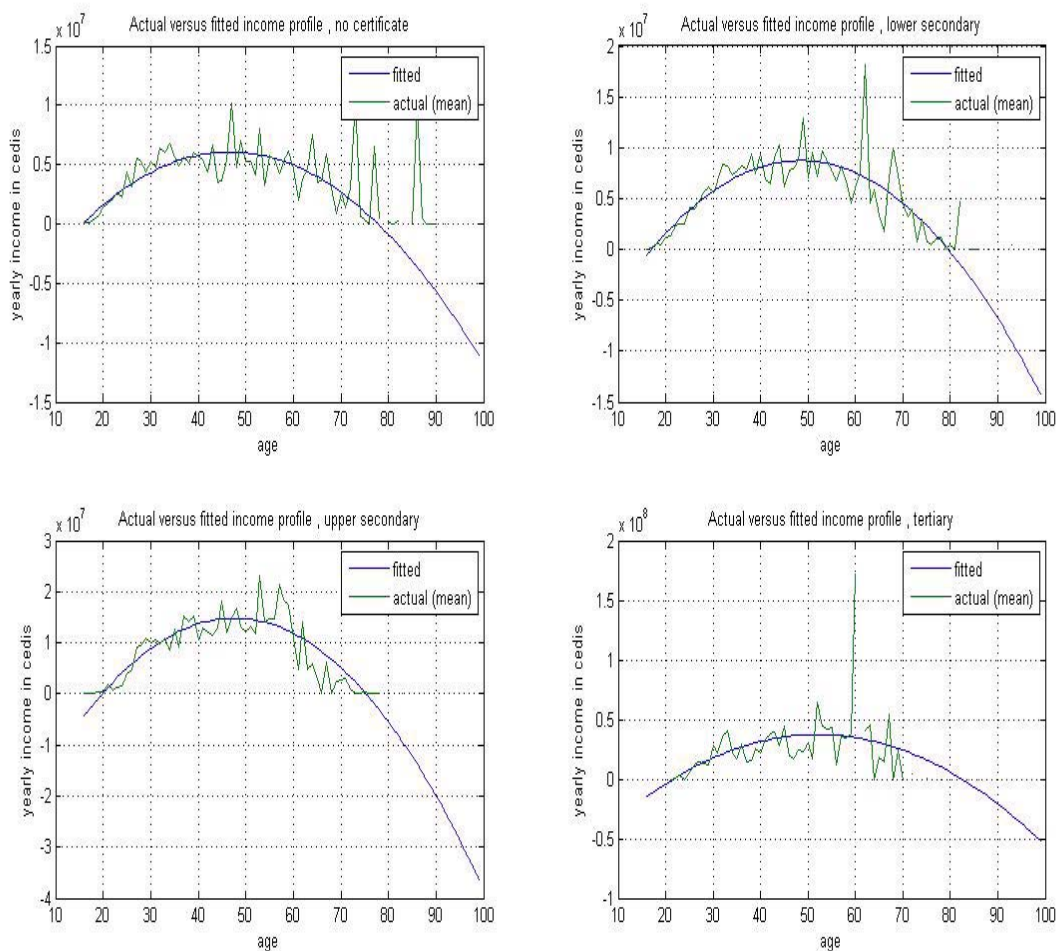 x 10^7
Actual versus fitted income profile , no certificate
1.5
1
0.5
0
-0.5
-1
-1.5
yearly income in cedis
fitted
actual (mean)
10 20 30 40 50 60 70 80 90 100
age
x 10^7
Actual versus fitted income profile , lower secondary
2
1.5
1
0.5
0
-0.5
-1
-1.5
yearly income in cedis
fitted
actual (mean)
10 20 30 40 50 60 70 80 90 100
age
x 10^7
Actual versus fitted income profile , upper secondary
3
2
1
0
-1
-2
-3
-4
yearly income in cedis
fitted
actual (mean)
10 20 30 40 50 60 70 80 90 100
age
x 10^8
Actual versus fitted income profile , tertiary
2
1.5
1
0.5
0
-0.5
-1
yearly income in cedis
fitted
actual (mean)
10 20 30 40 50 60 70 80 90 100
age